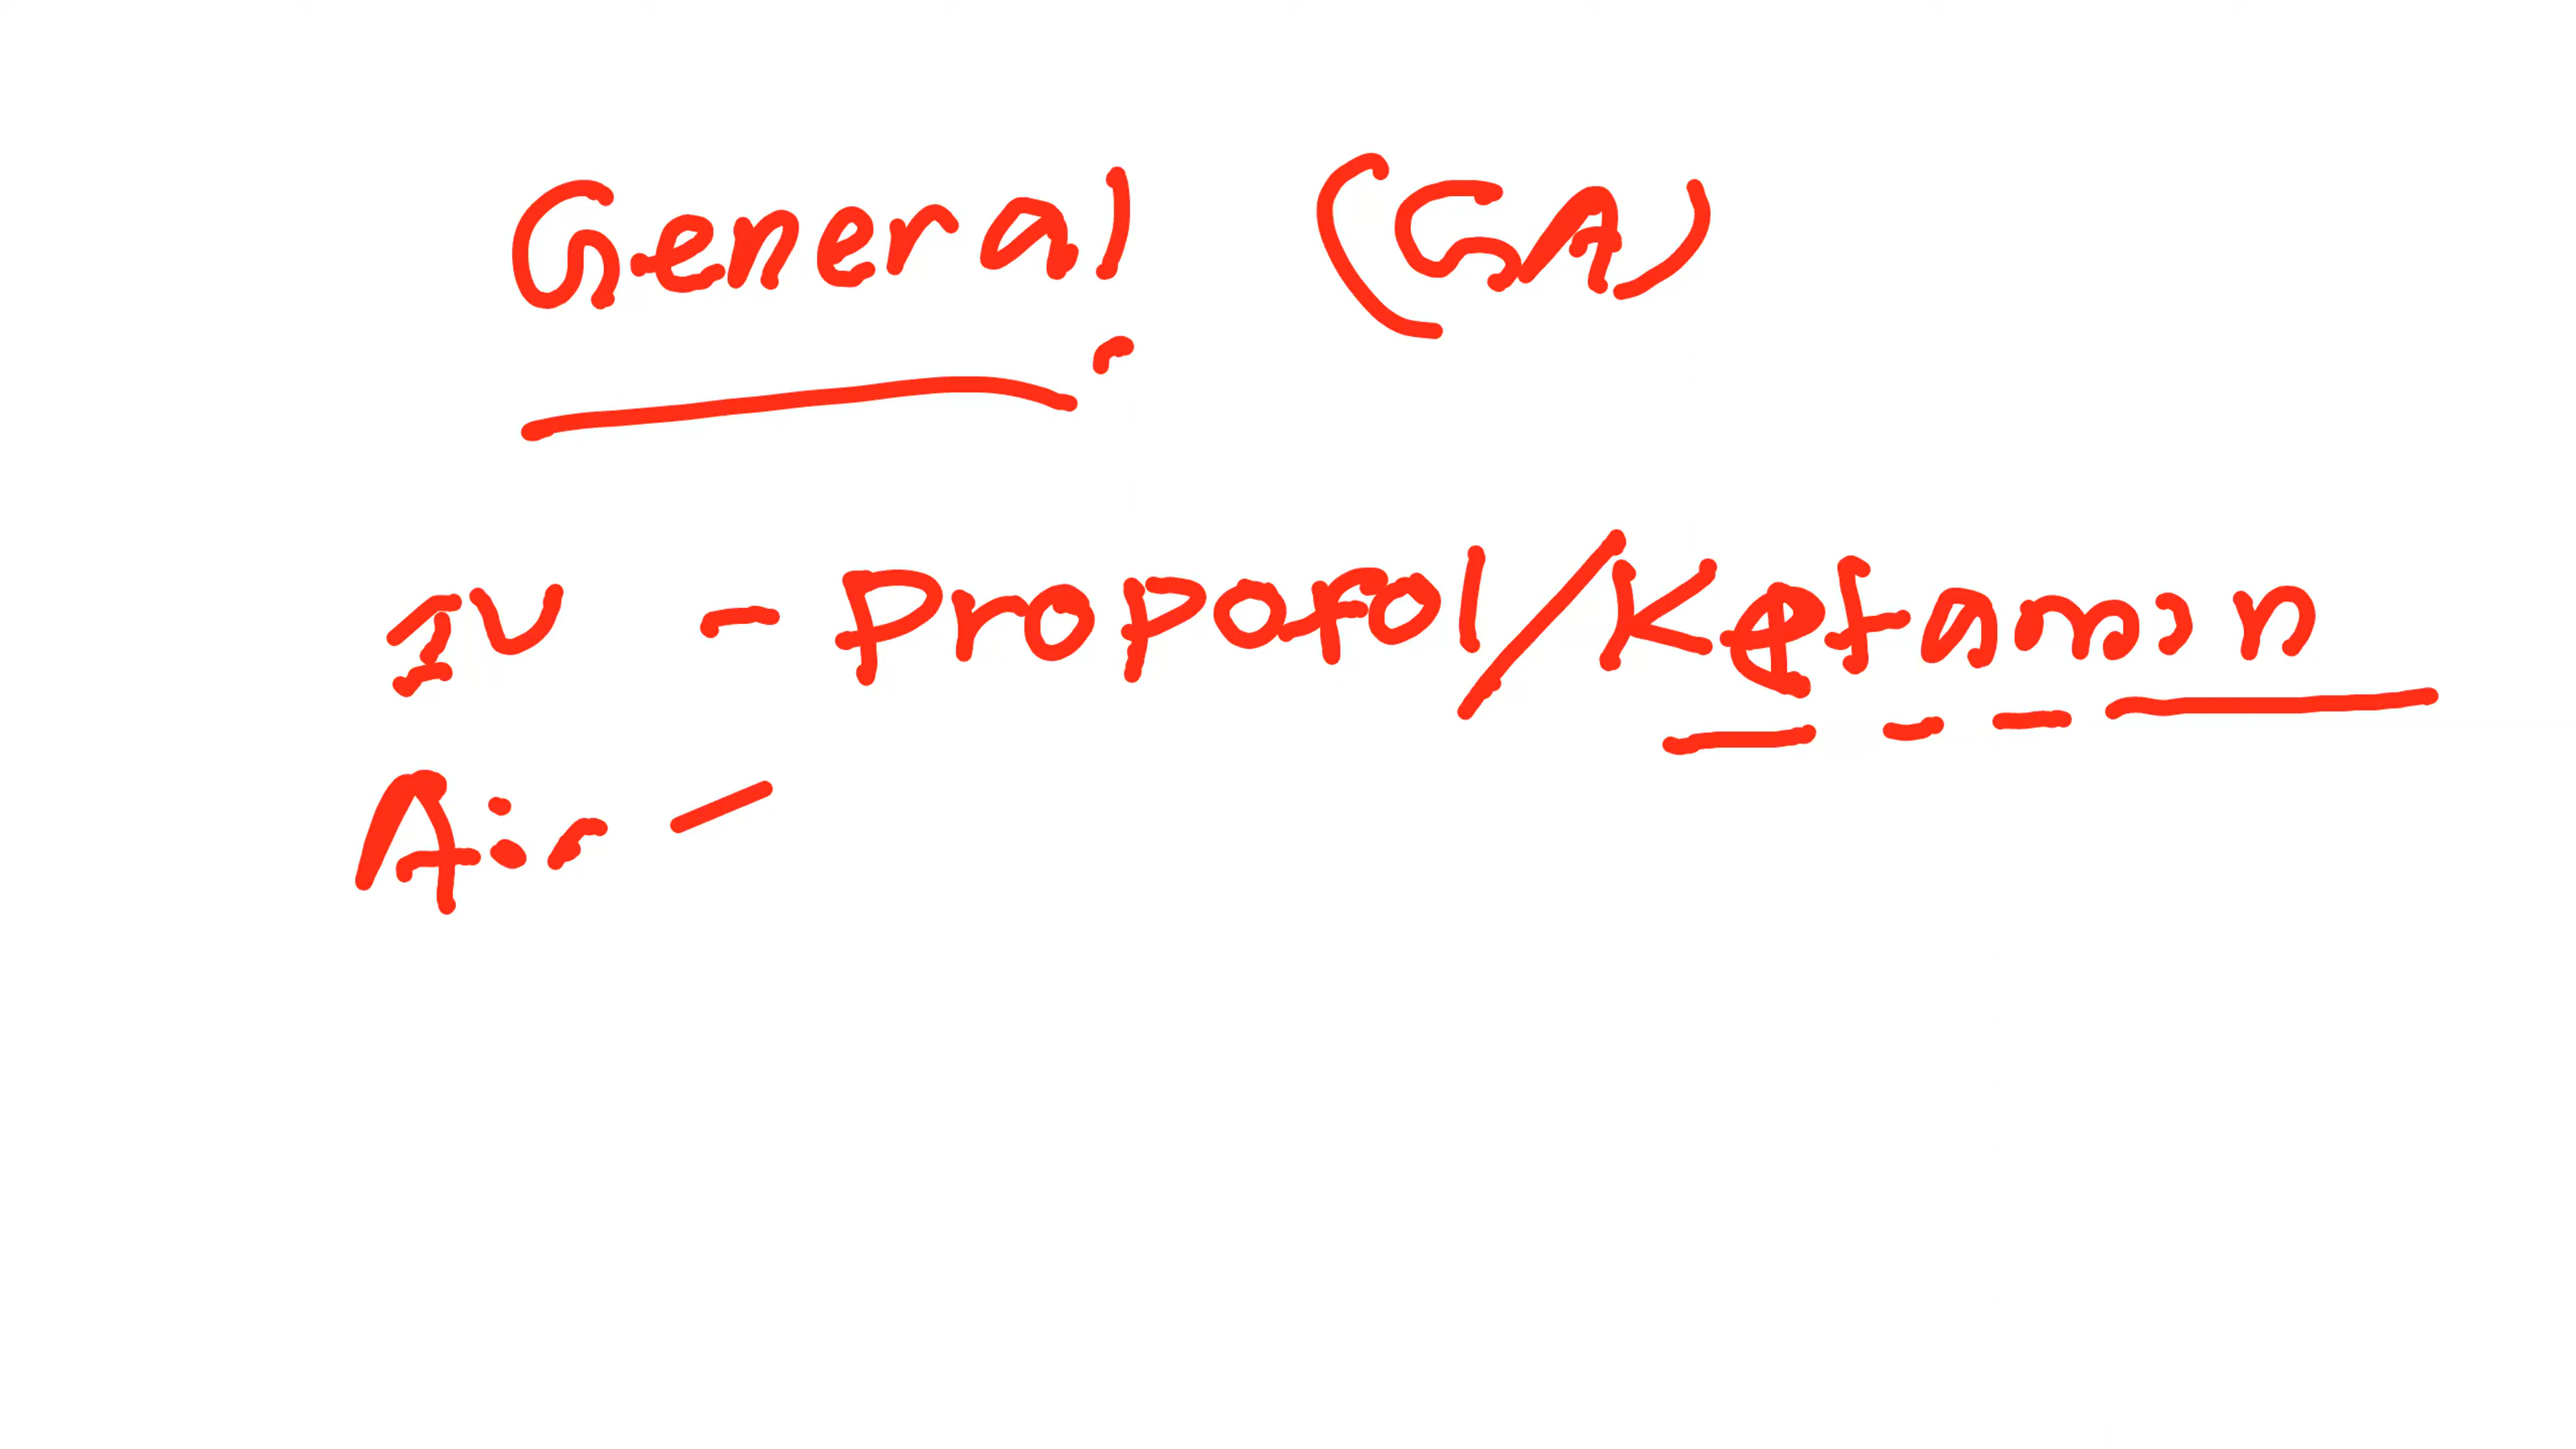 General (GA)
IV - Propofol/Ketamin
Air -